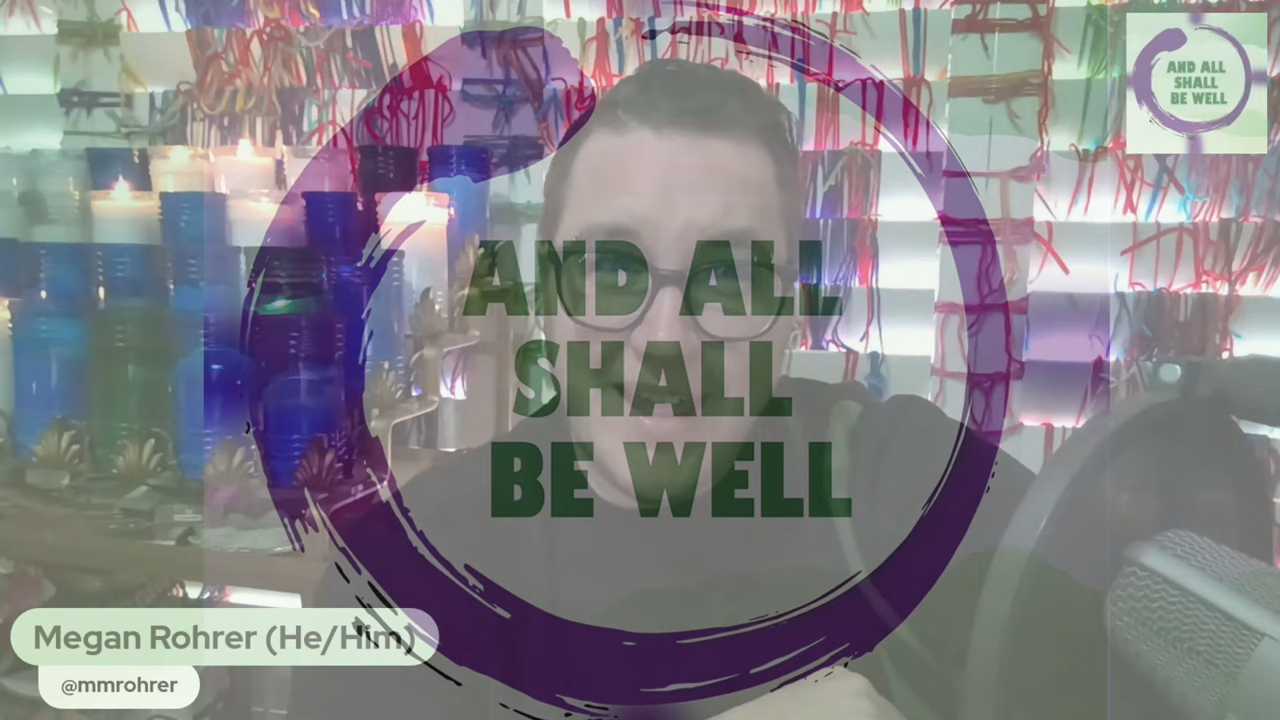 AND ALL
SHALL
BE WELL
AND ALL
SHALL
BE WELL
Megan Rohrer (He/Him)
@mmrohrer